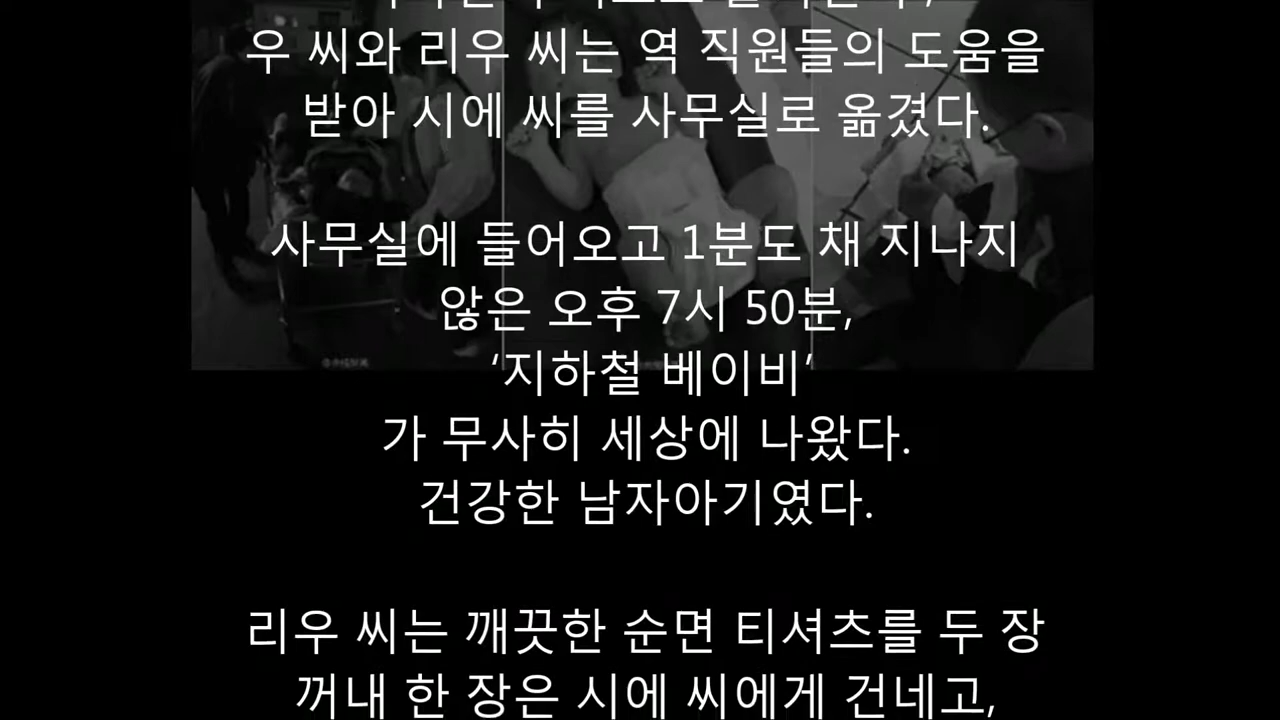 우 씨와 리우 씨는 역 직원들의 도움을
받아 시에 씨를 사무실로 옮겼다.
사무실에 들어오고 1분도 채 지나지
않은 오후 7시 50분,
‘지하철 베이비’
가 무사히 세상에 나왔다.
건강한 남자아기였다.
리우 씨는 깨끗한 순면 티셔츠를 두 장
꺼내 한 장은 시에 씨에게 건네고,